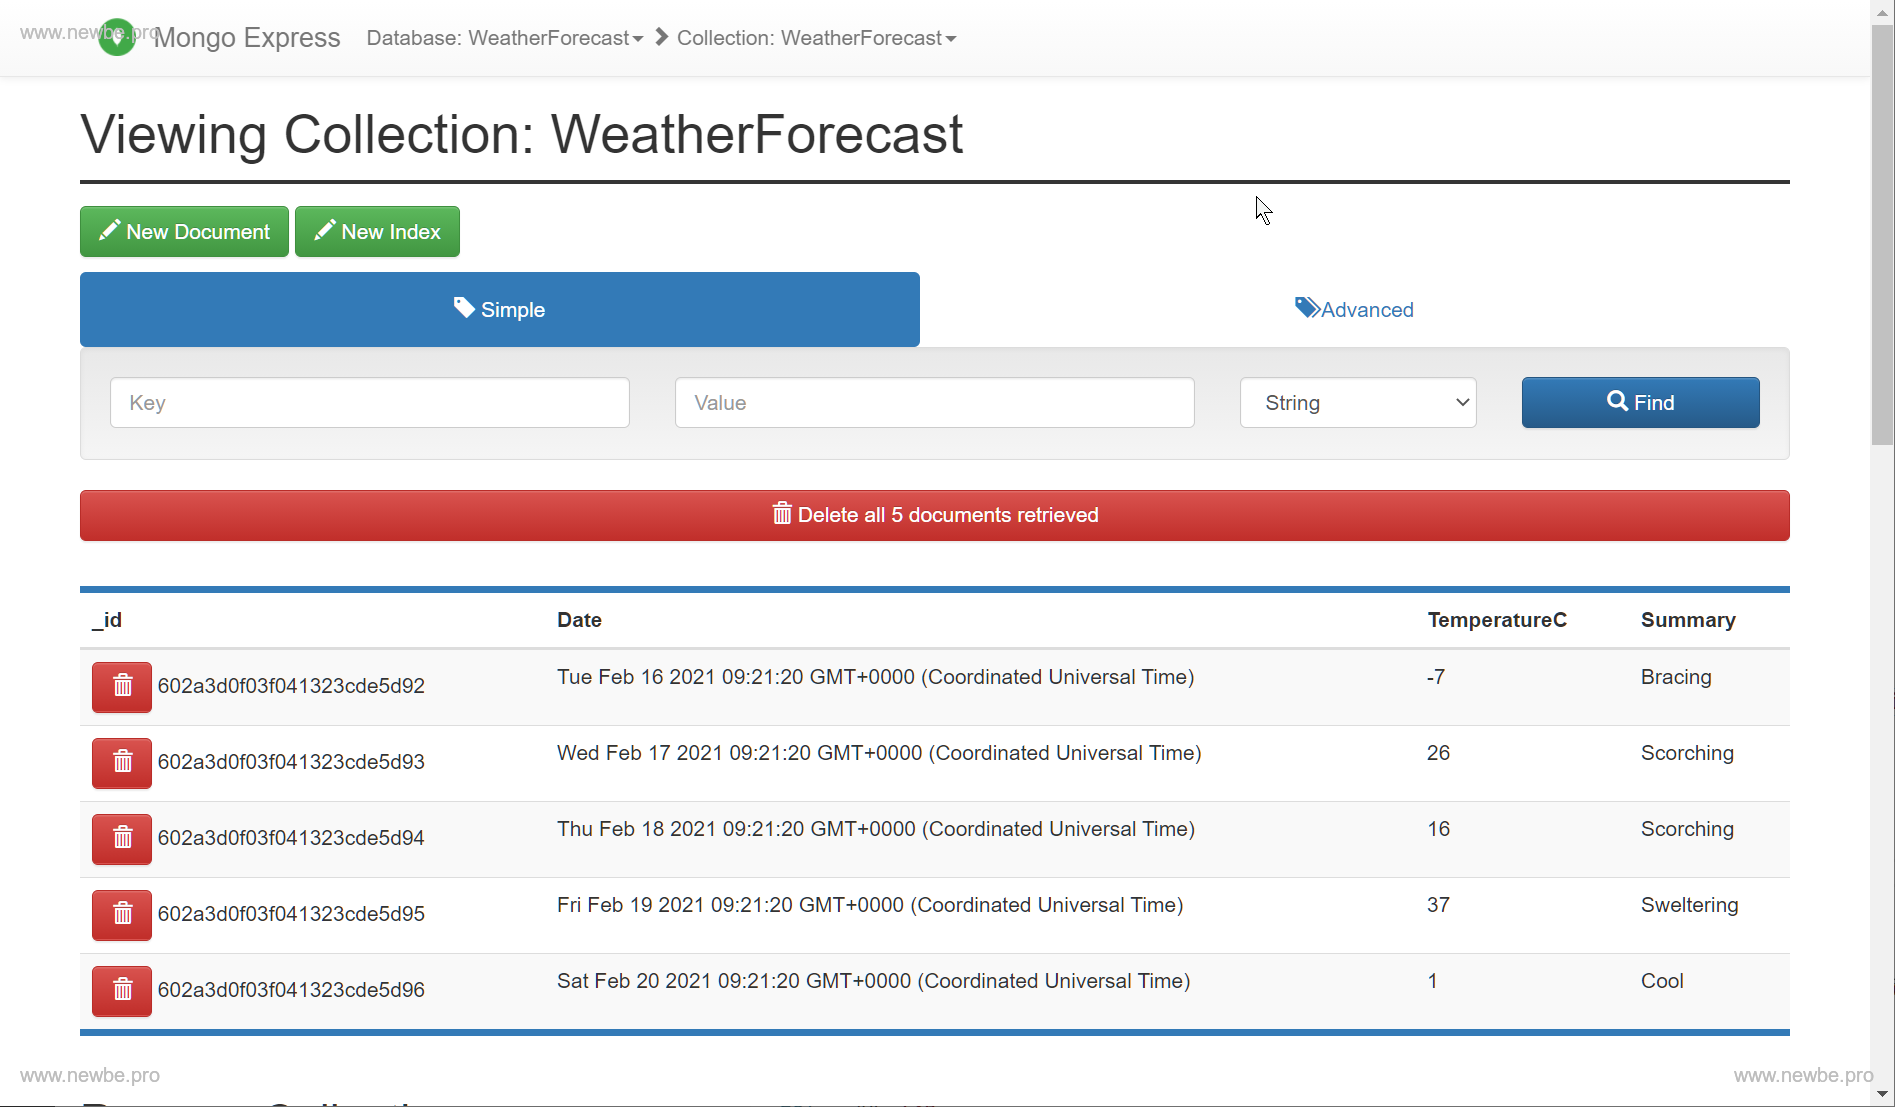 www.newbe.pro
Mongo Express Database: WeatherForecast Collection: WeatherForecast
Viewing Collection: WeatherForecast
New Document New Index
Simple Advanced
Key Value String Find
Delete all 5 documents retrieved
_id Date TemperatureC Summary
602a3d0f03f041323cde5d92 Tue Feb 16 2021 09:21:20 GMT+0000 (Coordinated Universal Time) -7 Bracing
602a3d0f03f041323cde5d93 Wed Feb 17 2021 09:21:20 GMT+0000 (Coordinated Universal Time) 26 Scorching
602a3d0f03f041323cde5d94 Thu Feb 18 2021 09:21:20 GMT+0000 (Coordinated Universal Time) 16 Scorching
602a3d0f03f041323cde5d95 Fri Feb 19 2021 09:21:20 GMT+0000 (Coordinated Universal Time) 37 Sweltering
602a3d0f03f041323cde5d96 Sat Feb 20 2021 09:21:20 GMT+0000 (Coordinated Universal Time) 1 Cool
www.newbe.pro www.newbe.pro